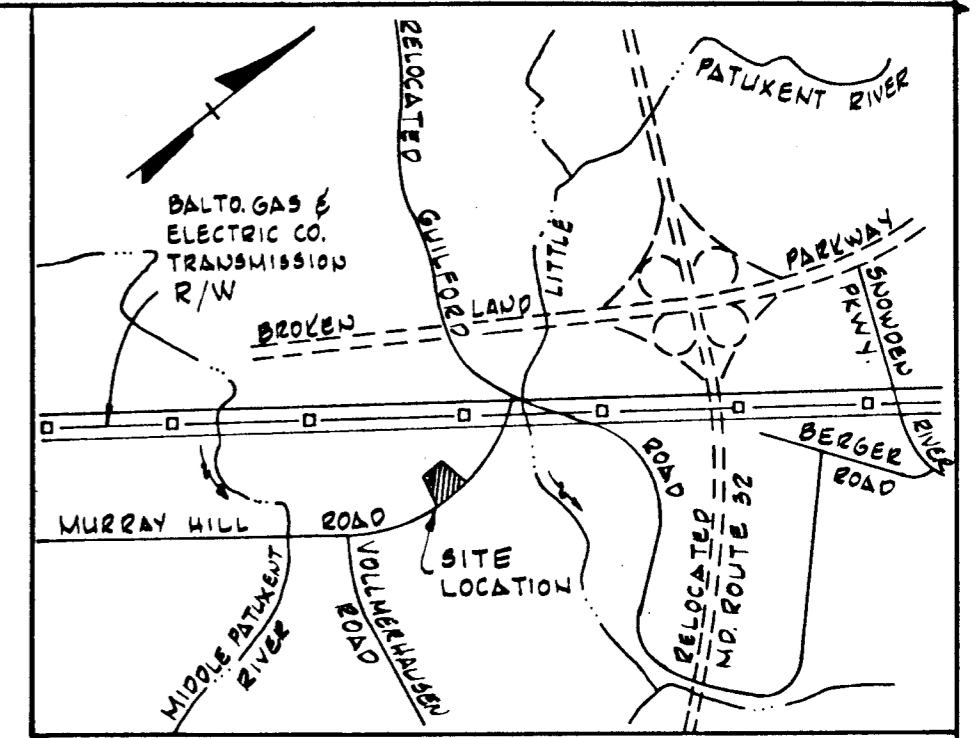 RELOCATED
GUILFORD
ROAD
LITTLE
PATUXENT RIVER
BALTO. GAS &
ELECTRIC CO.
TRANSMISSION
R/W
BROKEN LAND PARKWAY
SNOWDEN
RIVER
PKWY.
BERGER
ROAD
MURRAY HILL ROAD
SITE
LOCATION
VOLLMERHAUSEN
ROAD
MIDDLE PATUXENT
RIVER
RELOCATED
MD. ROUTE 32